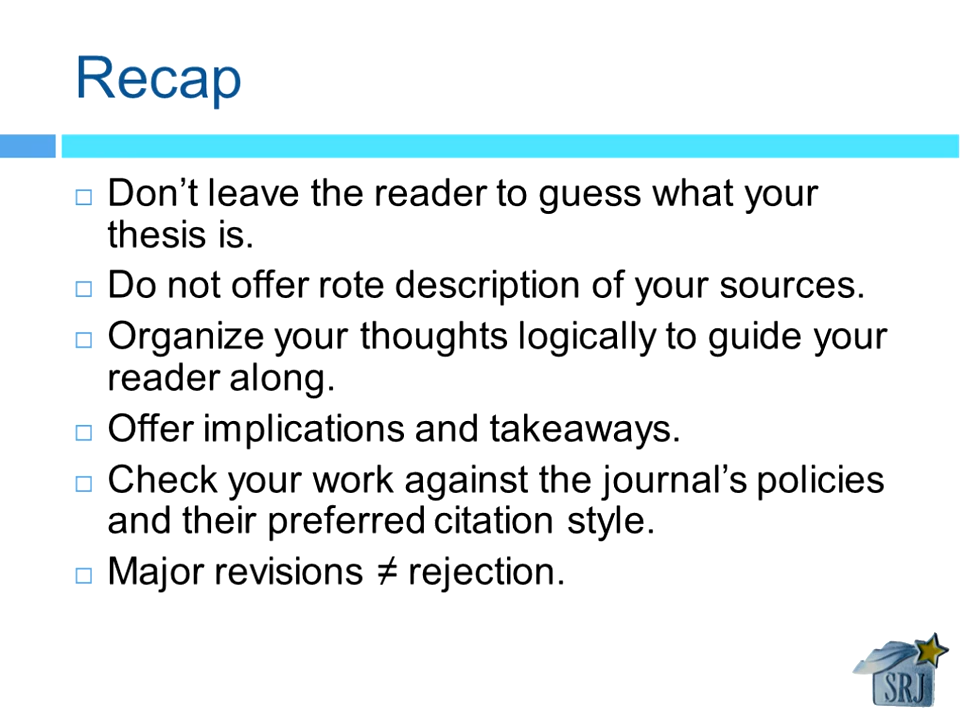 Recap
Don’t leave the reader to guess what your
thesis is.
Do not offer rote description of your sources.
Organize your thoughts logically to guide your
reader along.
Offer implications and takeaways.
Check your work against the journal’s policies
and their preferred citation style.
Major revisions ≠ rejection.
SRJ